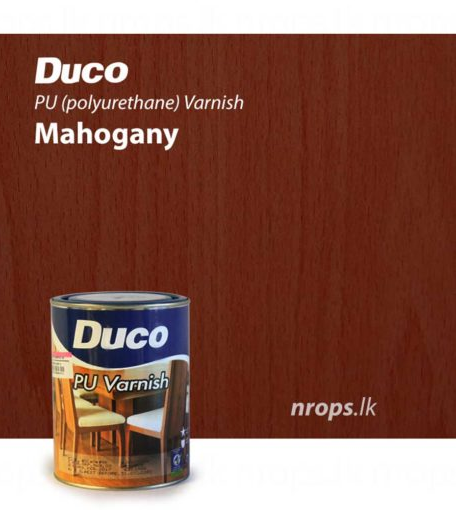 Duco
PU (polyurethane) Varnish
Mahogany
Duco
PU Varnish
nrops.lk